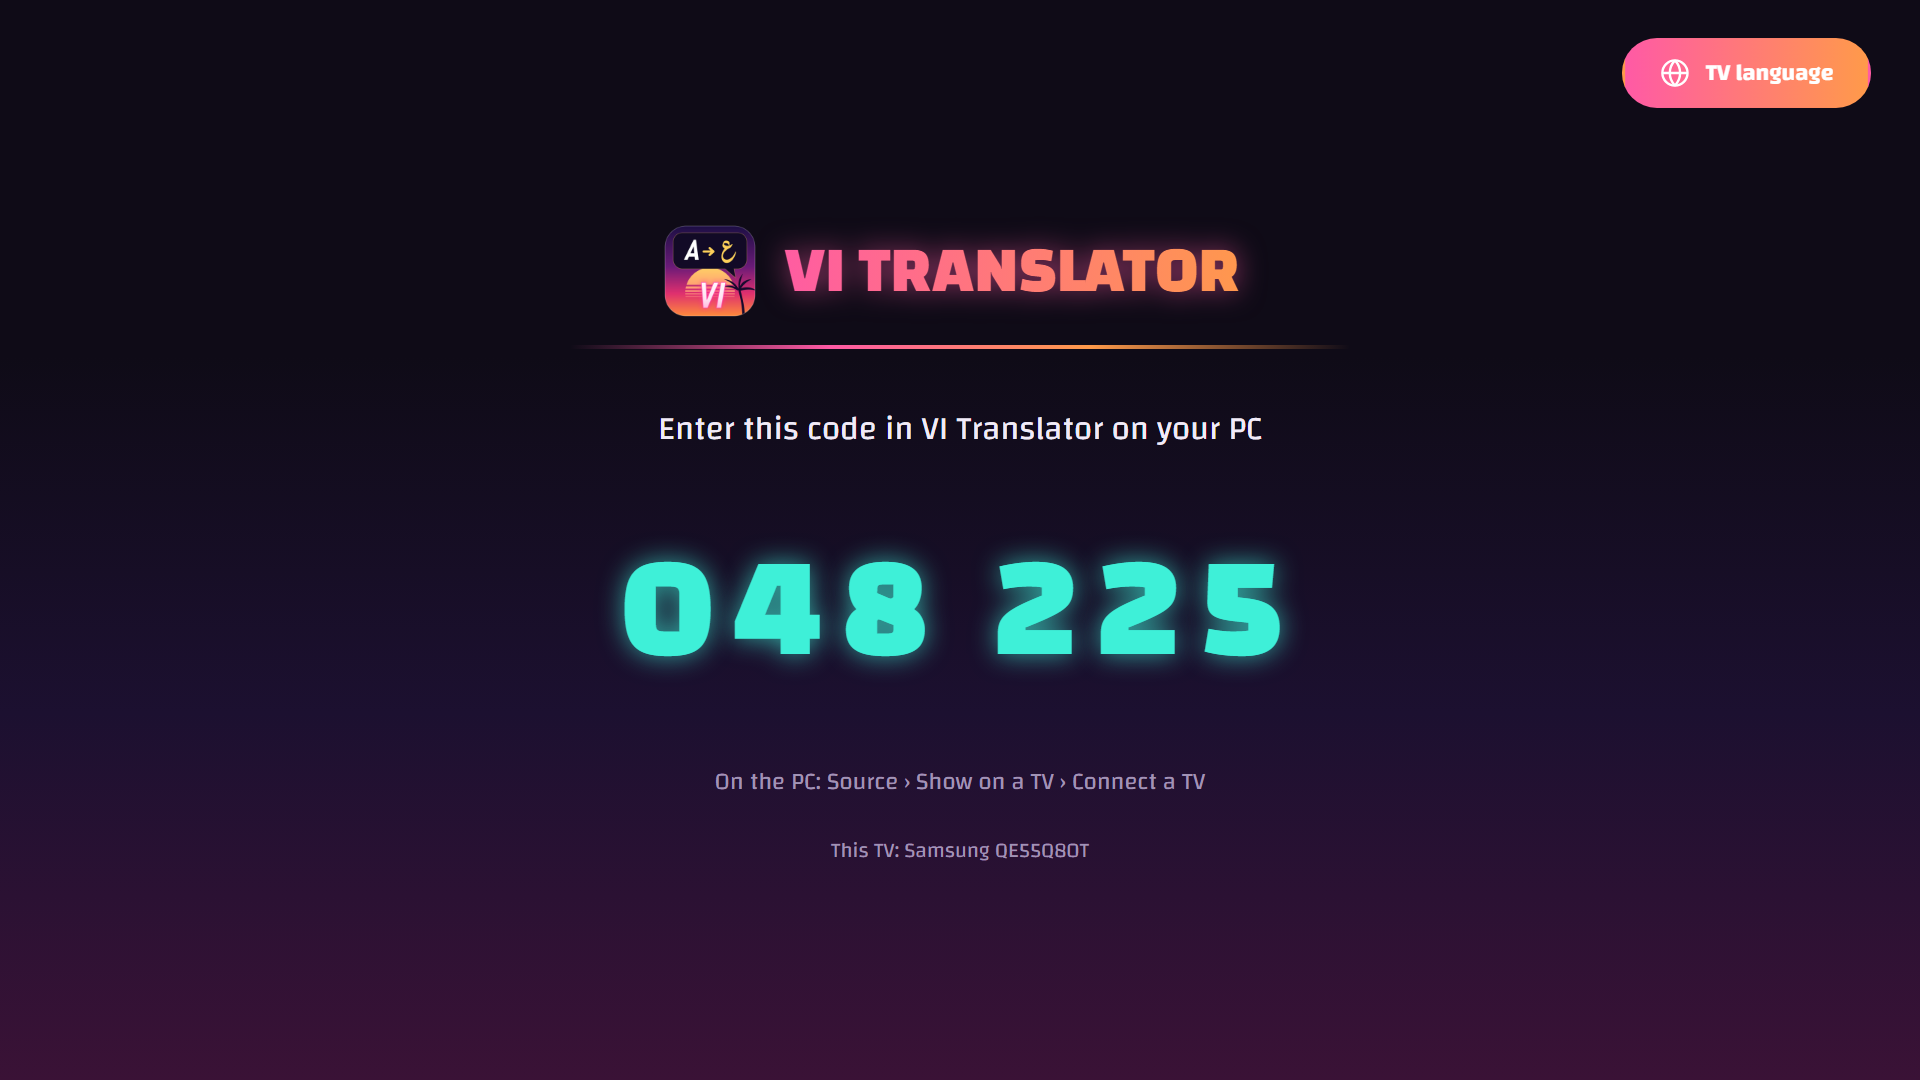 TV language
A→ع
VI
VI TRANSLATOR
Enter this code in VI Translator on your PC
048 225
On the PC: Source › Show on a TV › Connect a TV
This TV: Samsung QE55Q80T